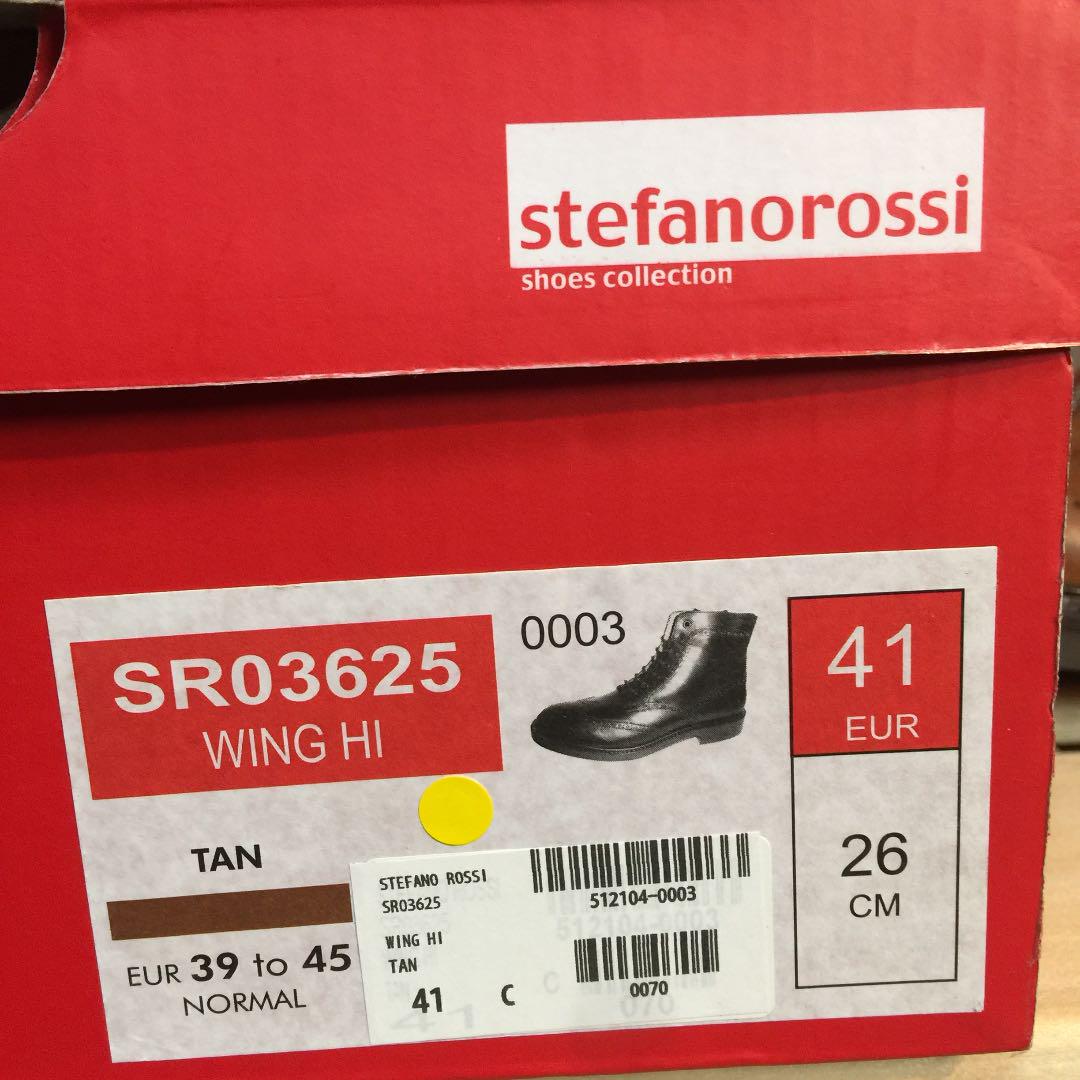 stefanorossi
shoes collection
SR03625
WING HI
0003
41
EUR
26
CM
TAN
EUR 39 to 45
NORMAL
STEFANO ROSSI
SR03625
WING HI
TAN
41 C
512104-0003
0070